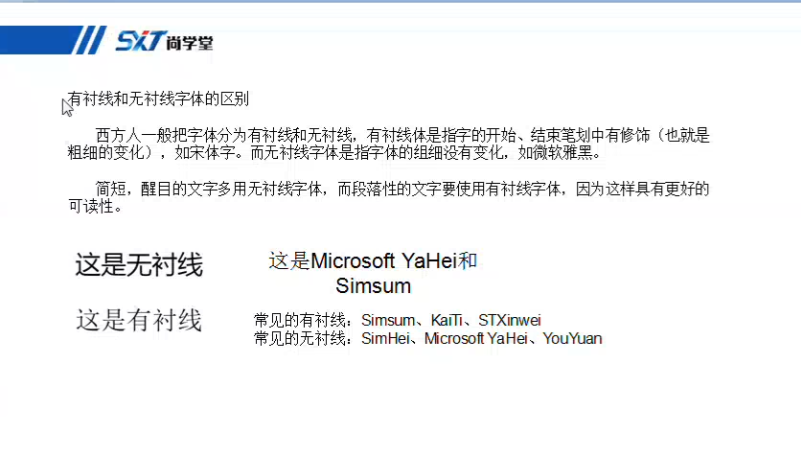 SXT尚学堂
有衬线和无衬线字体的区别
西方人一般把字体分为有衬线和无衬线，有衬线体是指字的开始、结束笔划中有修饰（也就是
粗细的变化），如宋体字。而无衬线字体是指字体的组细没有变化，如微软雅黑。
简短，醒目的文字多用无衬线字体，而段落性的文字要使用有衬线字体，因为这样具有更好的
可读性。
这是无衬线
这是Microsoft YaHei和
Simsum
这是有衬线
常见的有衬线：Simsum、KaiTi、STXinwei
常见的无衬线：SimHei、Microsoft YaHei、YouYuan